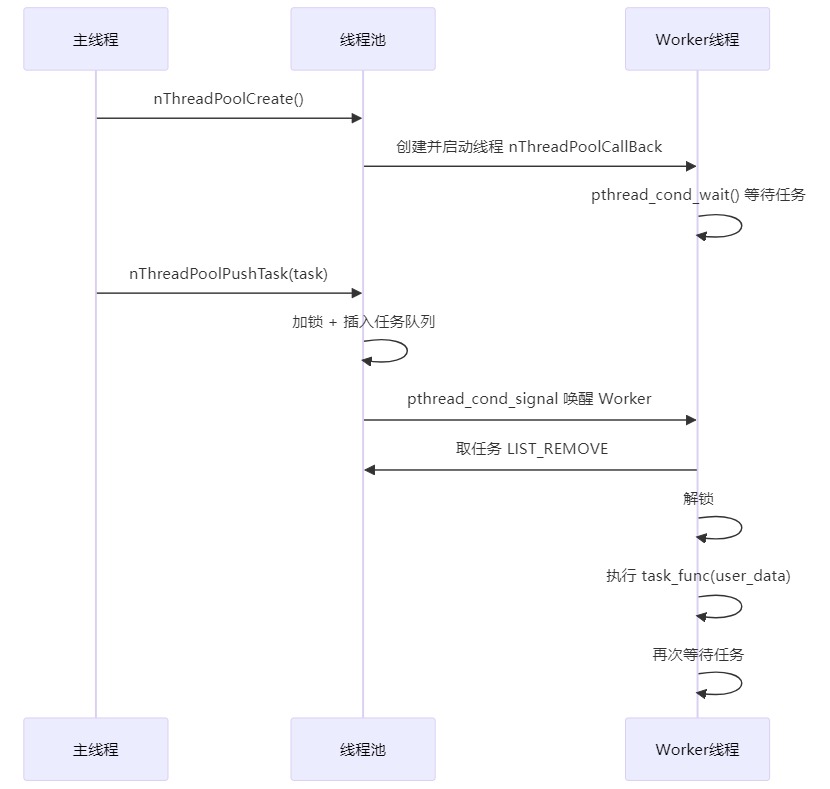 主线程
线程池
Worker线程
nThreadPoolCreate()
创建并启动线程 nThreadPoolCallBack
pthread_cond_wait() 等待任务
nThreadPoolPushTask(task)
加锁 + 插入任务队列
pthread_cond_signal 唤醒 Worker
取任务 LIST_REMOVE
解锁
执行 task_func(user_data)
再次等待任务
主线程
线程池
Worker线程